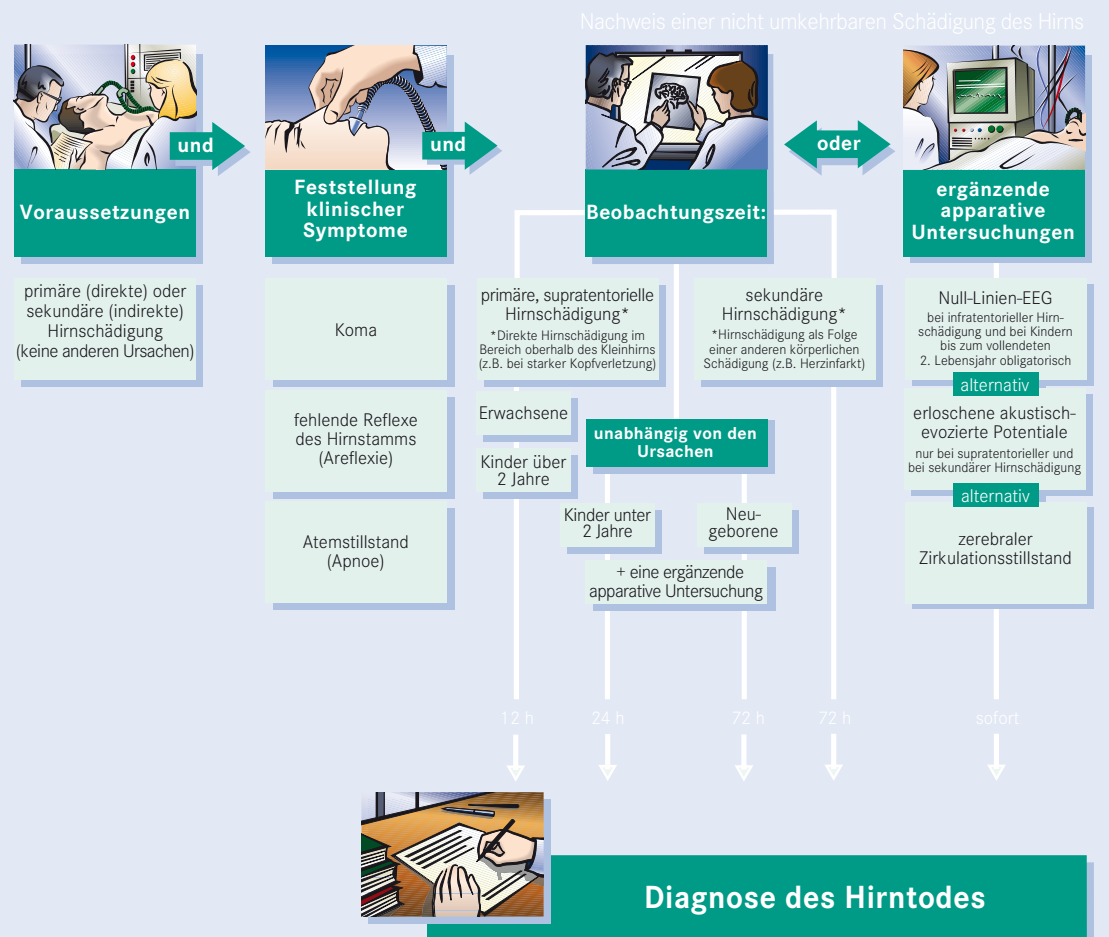 Nachweis einer nicht umkehrbaren Schädigung des Hirns
und
und
oder
Voraussetzungen
Feststellung
klinischer
Symptome
Beobachtungszeit:
ergänzende
apparative
Untersuchungen
primäre (direkte) oder
sekundäre (indirekte)
Hirnschädigung
(keine anderen Ursachen)
Koma
fehlende Reflexe
des Hirnstamms
(Areflexie)
Atemstillstand
(Apnoe)
primäre, supratentorielle
Hirnschädigung*
*Direkte Hirnschädigung im
Bereich oberhalb des Kleinhirns
(z.B. bei starker Kopfverletzung)
Erwachsene
Kinder über
2 Jahre
sekundäre
Hirnschädigung*
*Hirnschädigung als Folge
einer anderen körperlichen
Schädigung (z.B. Herzinfarkt)
unabhängig von den
Ursachen
Kinder unter
2 Jahre
Neu-
geborene
+ eine ergänzende
apparative Untersuchung
Null-Linien-EEG
bei infratentorieller Hirn-
schädigung und bei Kindern
bis zum vollendeten
2. Lebensjahr obligatorisch
alternativ
erloschene akustisch-
evozierte Potentiale
nur bei supratentorieller und
bei sekundärer Hirnschädigung
alternativ
zerebraler
Zirkulationsstillstand
12 h
24 h
72 h
72 h
sofort
Diagnose des Hirntodes